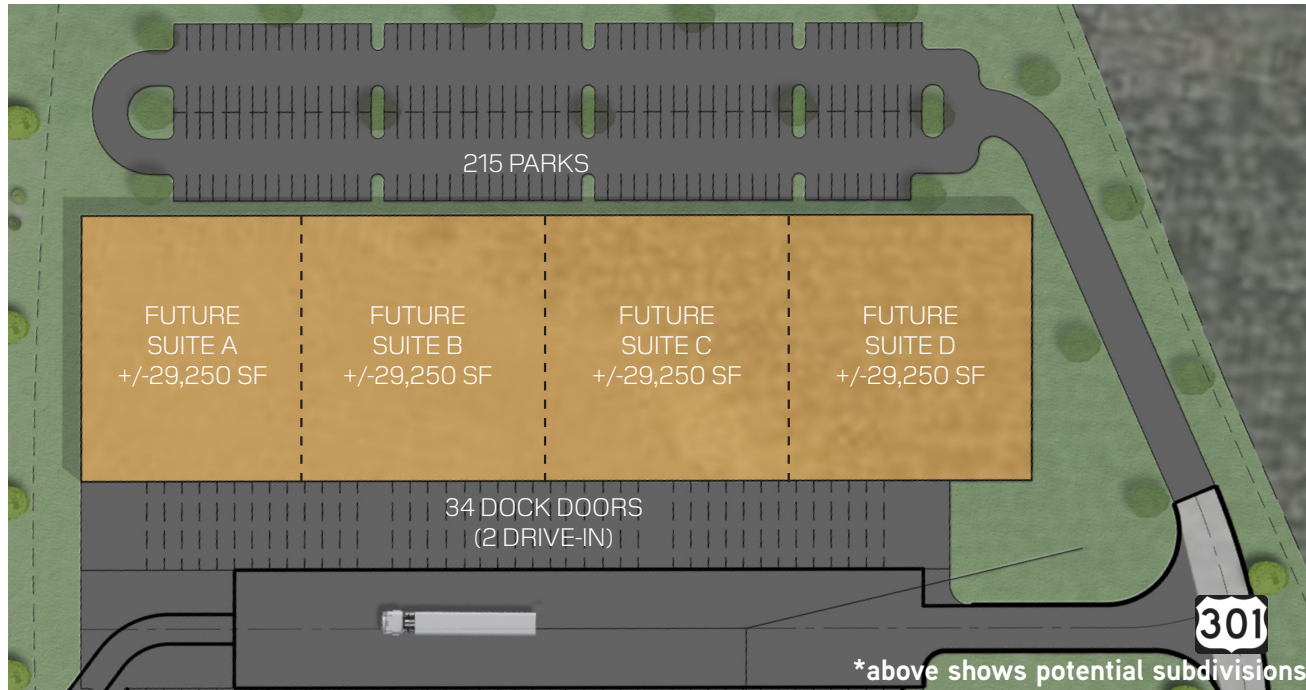 215 PARKS
FUTURE
SUITE A
+/-29,250 SF
FUTURE
SUITE B
+/-29,250 SF
FUTURE
SUITE C
+/-29,250 SF
FUTURE
SUITE D
+/-29,250 SF
34 DOCK DOORS
(2 DRIVE-IN)
301
*above shows potential subdivisions